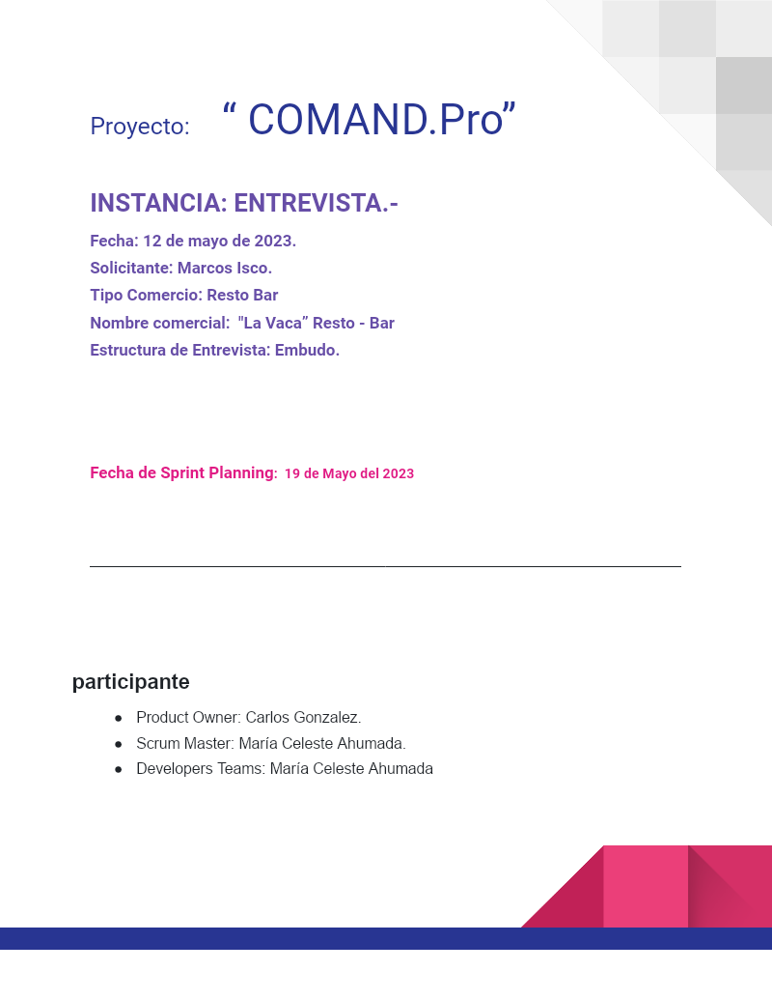 Proyecto: “ COMAND.Pro”
INSTANCIA: ENTREVISTA.-
Fecha: 12 de mayo de 2023.
Solicitante: Marcos Isco.
Tipo Comercio: Resto Bar
Nombre comercial: "La Vaca” Resto - Bar
Estructura de Entrevista: Embudo.
Fecha de Sprint Planning: 19 de Mayo del 2023
participante
● Product Owner: Carlos Gonzalez.
● Scrum Master: María Celeste Ahumada.
● Developers Teams: María Celeste Ahumada